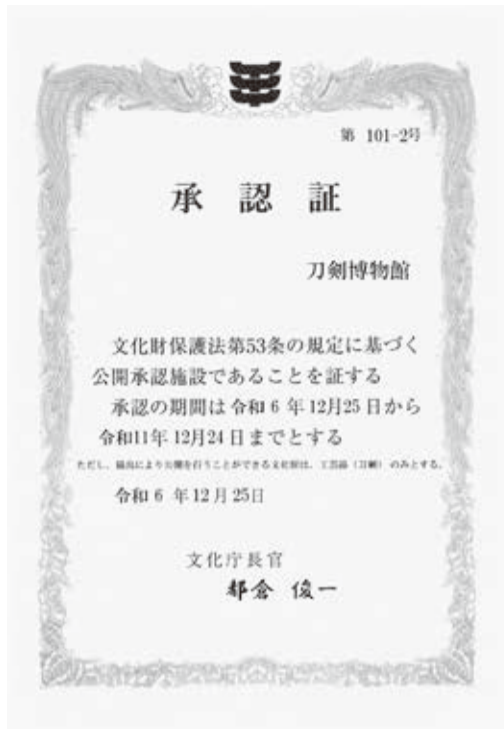 第 101-2号
承認証
刀剣博物館
文化財保護法第53条の規定に基づく
公開承認施設であることを証する
承認の期間は令和 6 年12月25日から
令和11年12月24日までとする
ただし、届出により公開を行うことができる文化財は、工芸品（刀剣）のみとする。
令和 6 年12月25日
文化庁長官
都倉 俊一